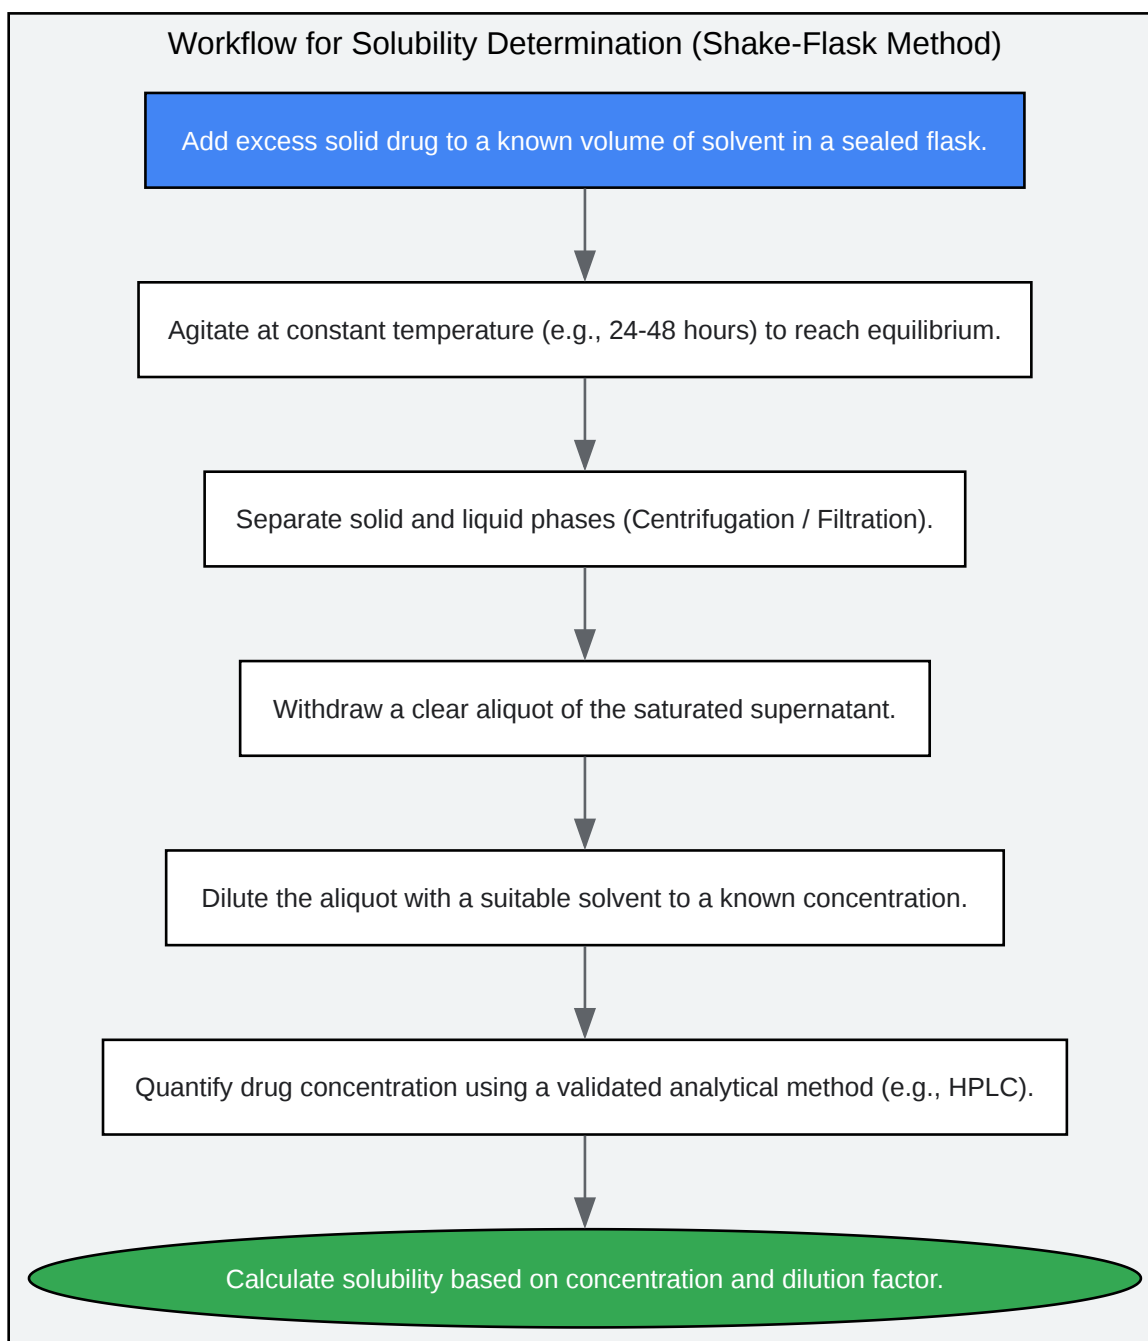 Workflow for Solubility Determination (Shake-Flask Method)
Add excess solid drug to a known volume of solvent in a sealed flask.
Agitate at constant temperature (e.g., 24-48 hours) to reach equilibrium.
Separate solid and liquid phases (Centrifugation / Filtration).
Withdraw a clear aliquot of the saturated supernatant.
Dilute the aliquot with a suitable solvent to a known concentration.
Quantify drug concentration using a validated analytical method (e.g., HPLC).
Calculate solubility based on concentration and dilution factor.